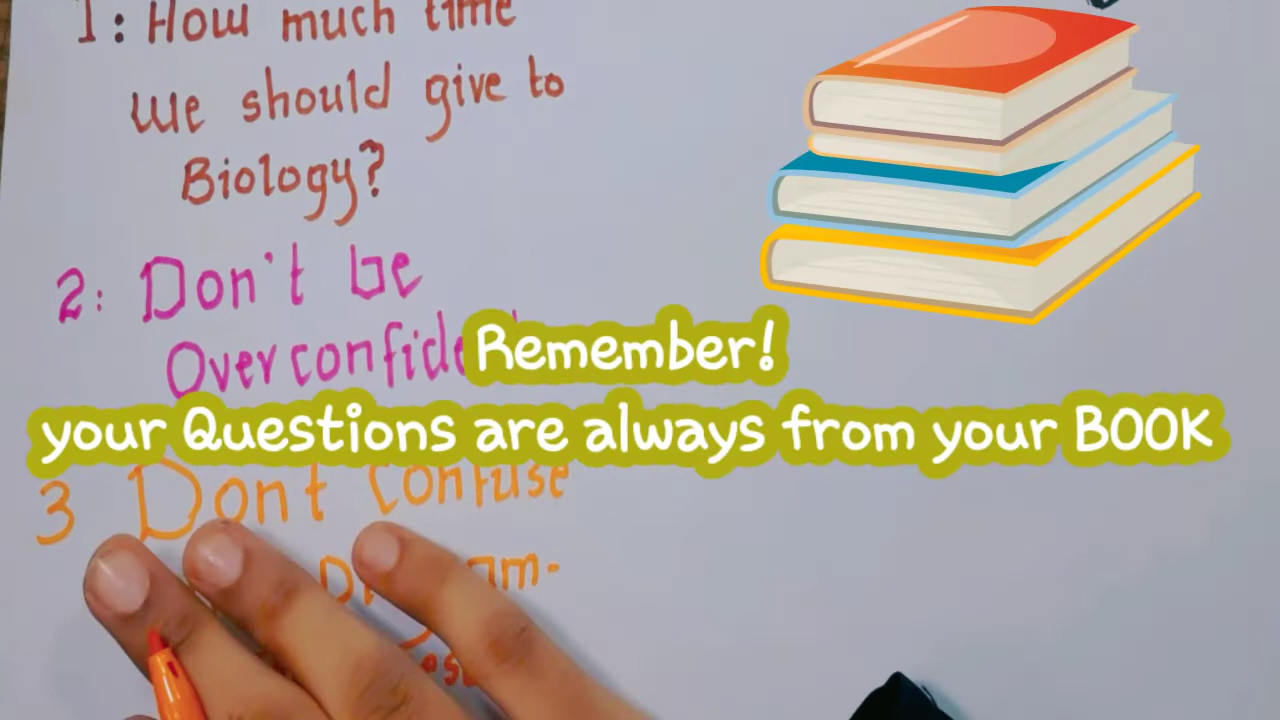 1: How much time
We should give to
Biology?
2: Don't be
Remember!
your Questions are always from your BOOK
3 Dont Confuse